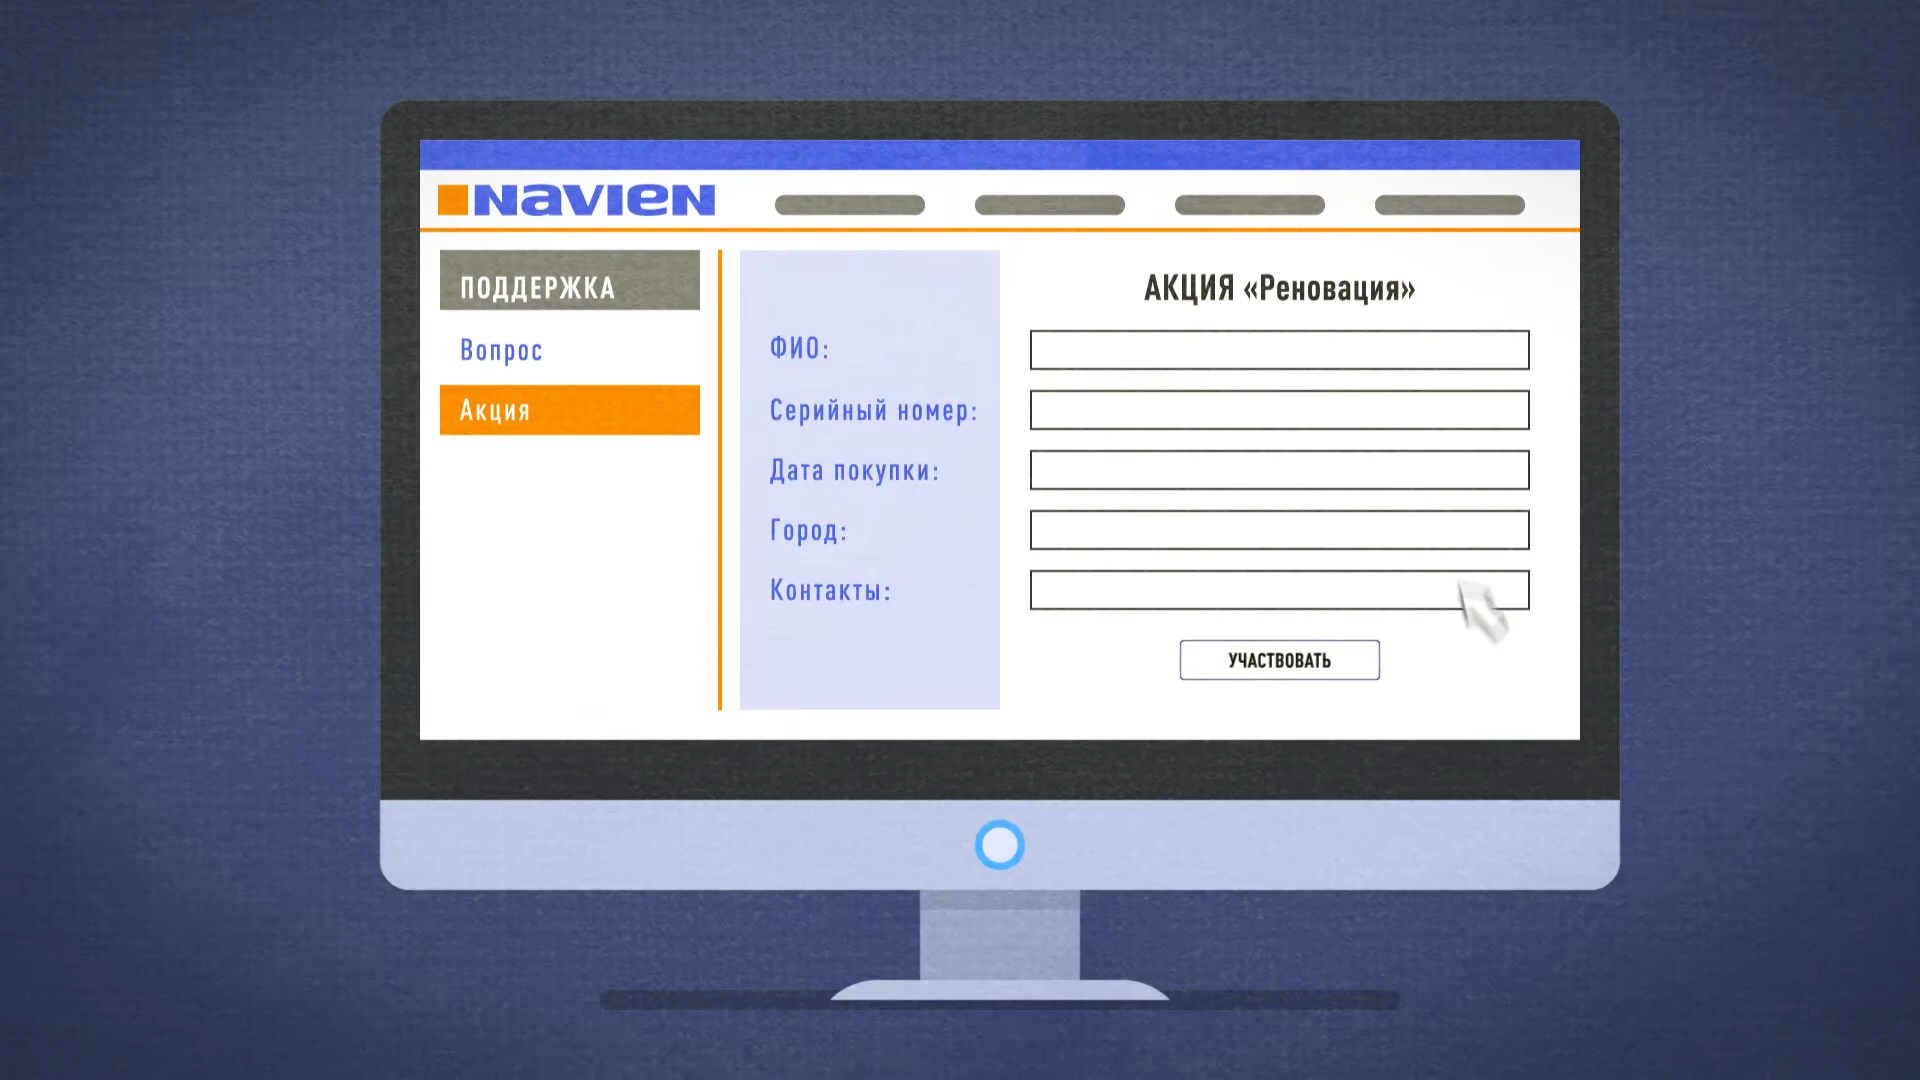 NAVIEN
ПОДДЕРЖКА
Вопрос
Акция
АКЦИЯ «Реновация»
ФИО:
Серийный номер:
Дата покупки:
Город:
Контакты:
УЧАСТВОВАТЬ